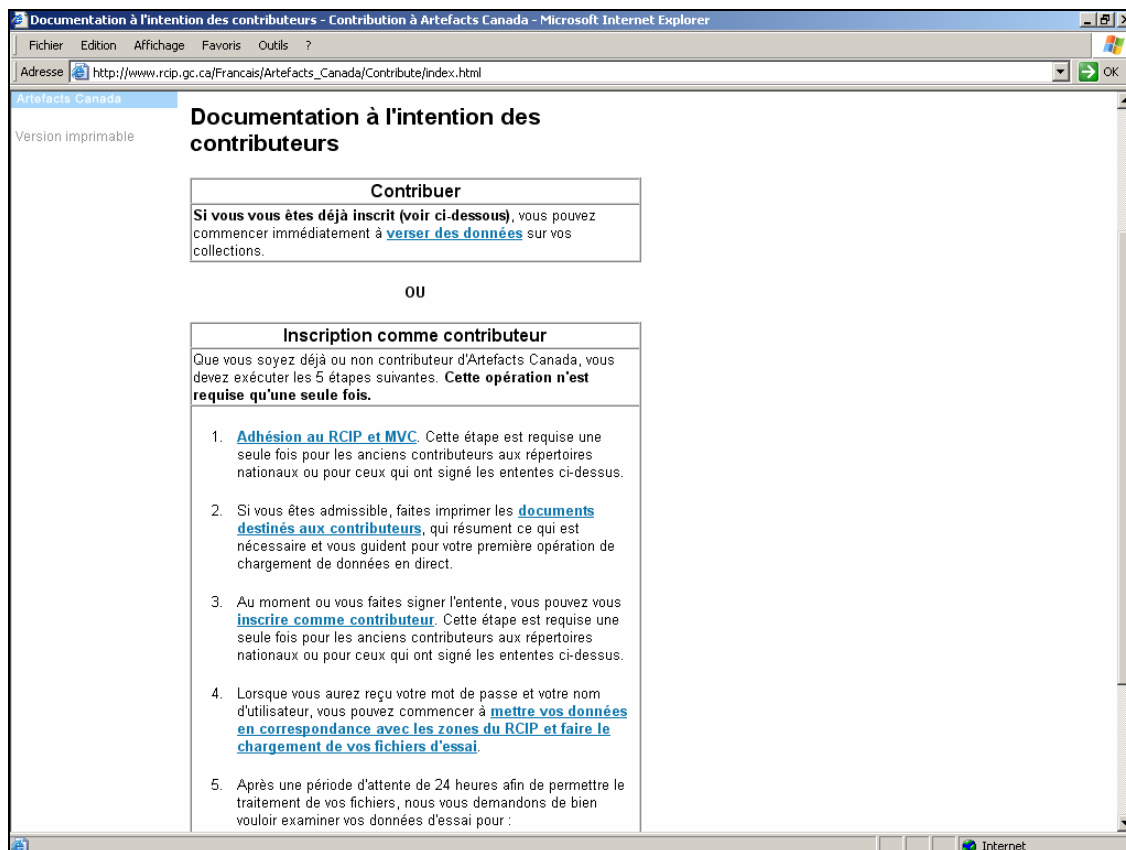 Documentation à l'intention des contributeurs - Contribution à Artefacts Canada - Microsoft Internet Explorer
Fichier Edition Affichage Favoris Outils ?
Adresse http://www.rcip.gc.ca/Francais/Artefacts_Canada/Contribute/index.html OK
Artefacts Canada
Version imprimable
Documentation à l'intention des
contributeurs
Contribuer
Si vous vous êtes déjà inscrit (voir ci-dessous), vous pouvez
commencer immédiatement à verser des données sur vos
collections.
OU
Inscription comme contributeur
Que vous soyez déjà ou non contributeur d'Artefacts Canada, vous
devez exécuter les 5 étapes suivantes. Cette opération n'est
requise qu'une seule fois.
1. Adhésion au RCIP et MVC. Cette étape est requise une
seule fois pour les anciens contributeurs aux répertoires
nationaux ou pour ceux qui ont signé les ententes ci-dessus.
2. Si vous êtes admissible, faites imprimer les documents
destinés aux contributeurs, qui résument ce qui est
nécessaire et vous guident pour votre première opération de
chargement de données en direct.
3. Au moment ou vous faites signer l'entente, vous pouvez vous
inscrire comme contributeur. Cette étape est requise une
seule fois pour les anciens contributeurs aux répertoires
nationaux ou pour ceux qui ont signé les ententes ci-dessus.
4. Lorsque vous aurez reçu votre mot de passe et votre nom
d'utilisateur, vous pouvez commencer à mettre vos données
en correspondance avec les zones du RCIP et faire le
chargement de vos fichiers d'essai.
5. Après une période d'attente de 24 heures afin de permettre le
traitement de vos fichiers, nous vous demandons de bien
vouloir examiner vos données d'essai pour :
Internet